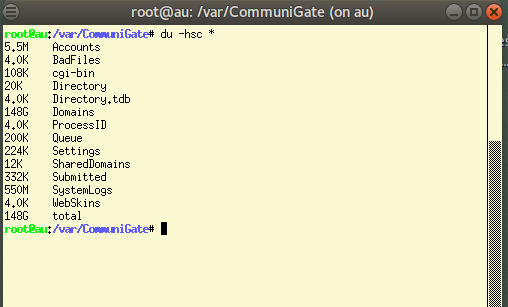 root@au: /var/CommuniGate (on au)
root@au:/var/CommuniGate# du -hsc *
5.5M Accounts
4.0K BadFiles
108K cgi-bin
20K Directory
4.0K Directory.tdb
148G Domains
4.0K ProcessID
200K Queue
224K Settings
12K SharedDomains
332K Submitted
550M SystemLogs
4.0K WebSkins
148G total
root@au:/var/CommuniGate#